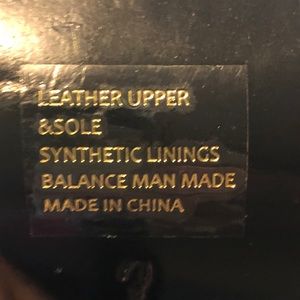 LEATHER UPPER
&SOLE
SYNTHETIC LININGS
BALANCE MAN MADE
MADE IN CHINA